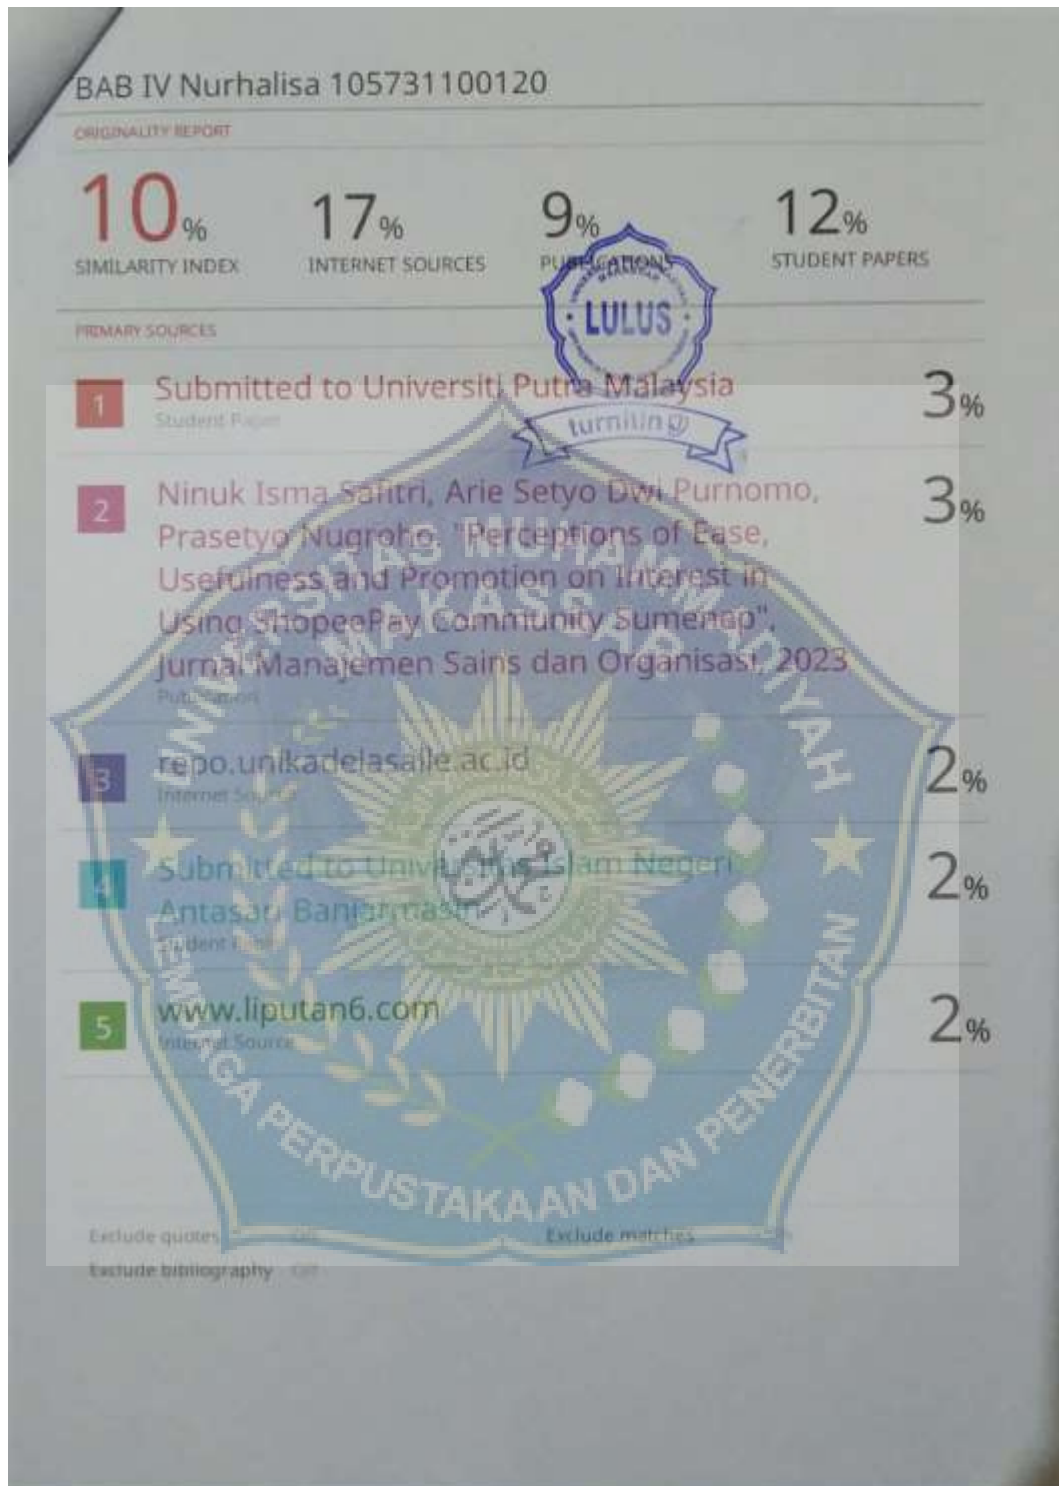 BAB IV Nurhalisa 105731100120
ORIGINALITY REPORT
10% 17% 9% 12%
SIMILARITY INDEX INTERNET SOURCES PUBLICATIONS STUDENT PAPERS
LULUS
turnitin
PRIMARY SOURCES
1 Submitted to Universiti Putra Malaysia 3%
Student Paper
2 Ninuk Isma Safitri, Arie Setyo Dwi Purnomo, 3%
Prasetyo Nugroho. "Perceptions of Ease,
Usefulness and Promotion on Interest in
Using ShopeePay Community Sumenep",
Jurnal Manajemen Sains dan Organisasi, 2023
Publication
3 repo.unikadelasalle.ac.id 2%
Internet Source
4 Submitted to Universitas Islam Negeri 2%
Antasari Banjarmasin
Student Paper
5 www.liputan6.com 2%
Internet Source
Exclude quotes Off Exclude matches
Exclude bibliography Off
UNIVERSITAS MUHAMMADIYAH
MAKASSAR
LEMBAGA PERPUSTAKAAN DAN PENERBITAN